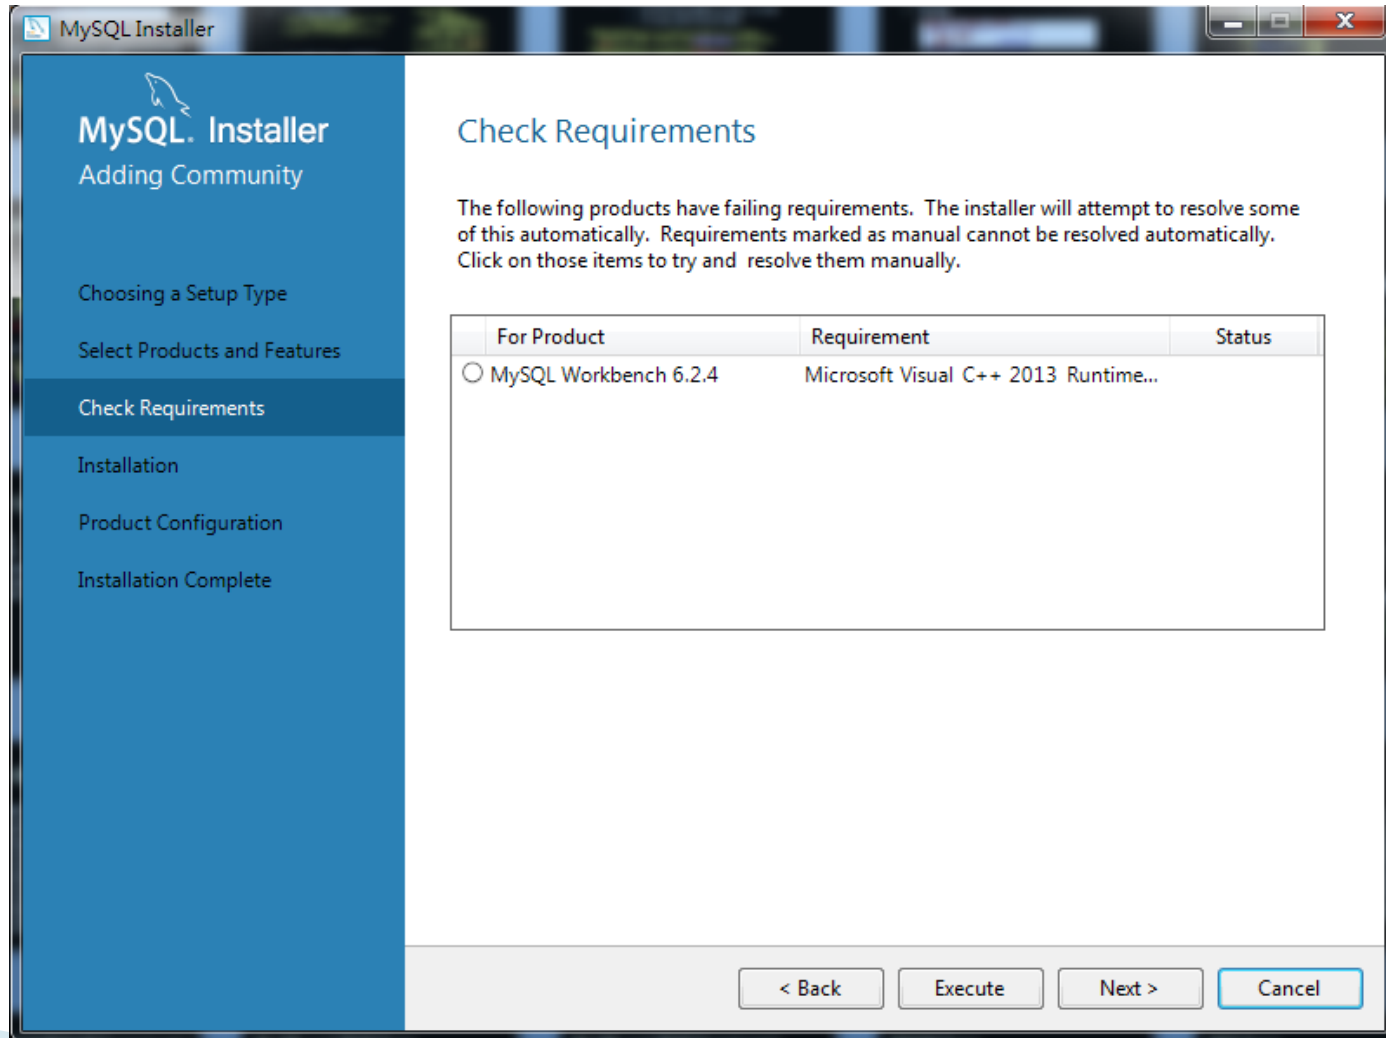 MySQL Installer
MySQL. Installer
Adding Community
Choosing a Setup Type
Select Products and Features
Check Requirements
Installation
Product Configuration
Installation Complete
Check Requirements
The following products have failing requirements.  The installer will attempt to resolve some
of this automatically.  Requirements marked as manual cannot be resolved automatically.
Click on those items to try and  resolve them manually.
For Product Requirement Status
MySQL Workbench 6.2.4 Microsoft Visual C++ 2013 Runtime...
< Back Execute Next > Cancel